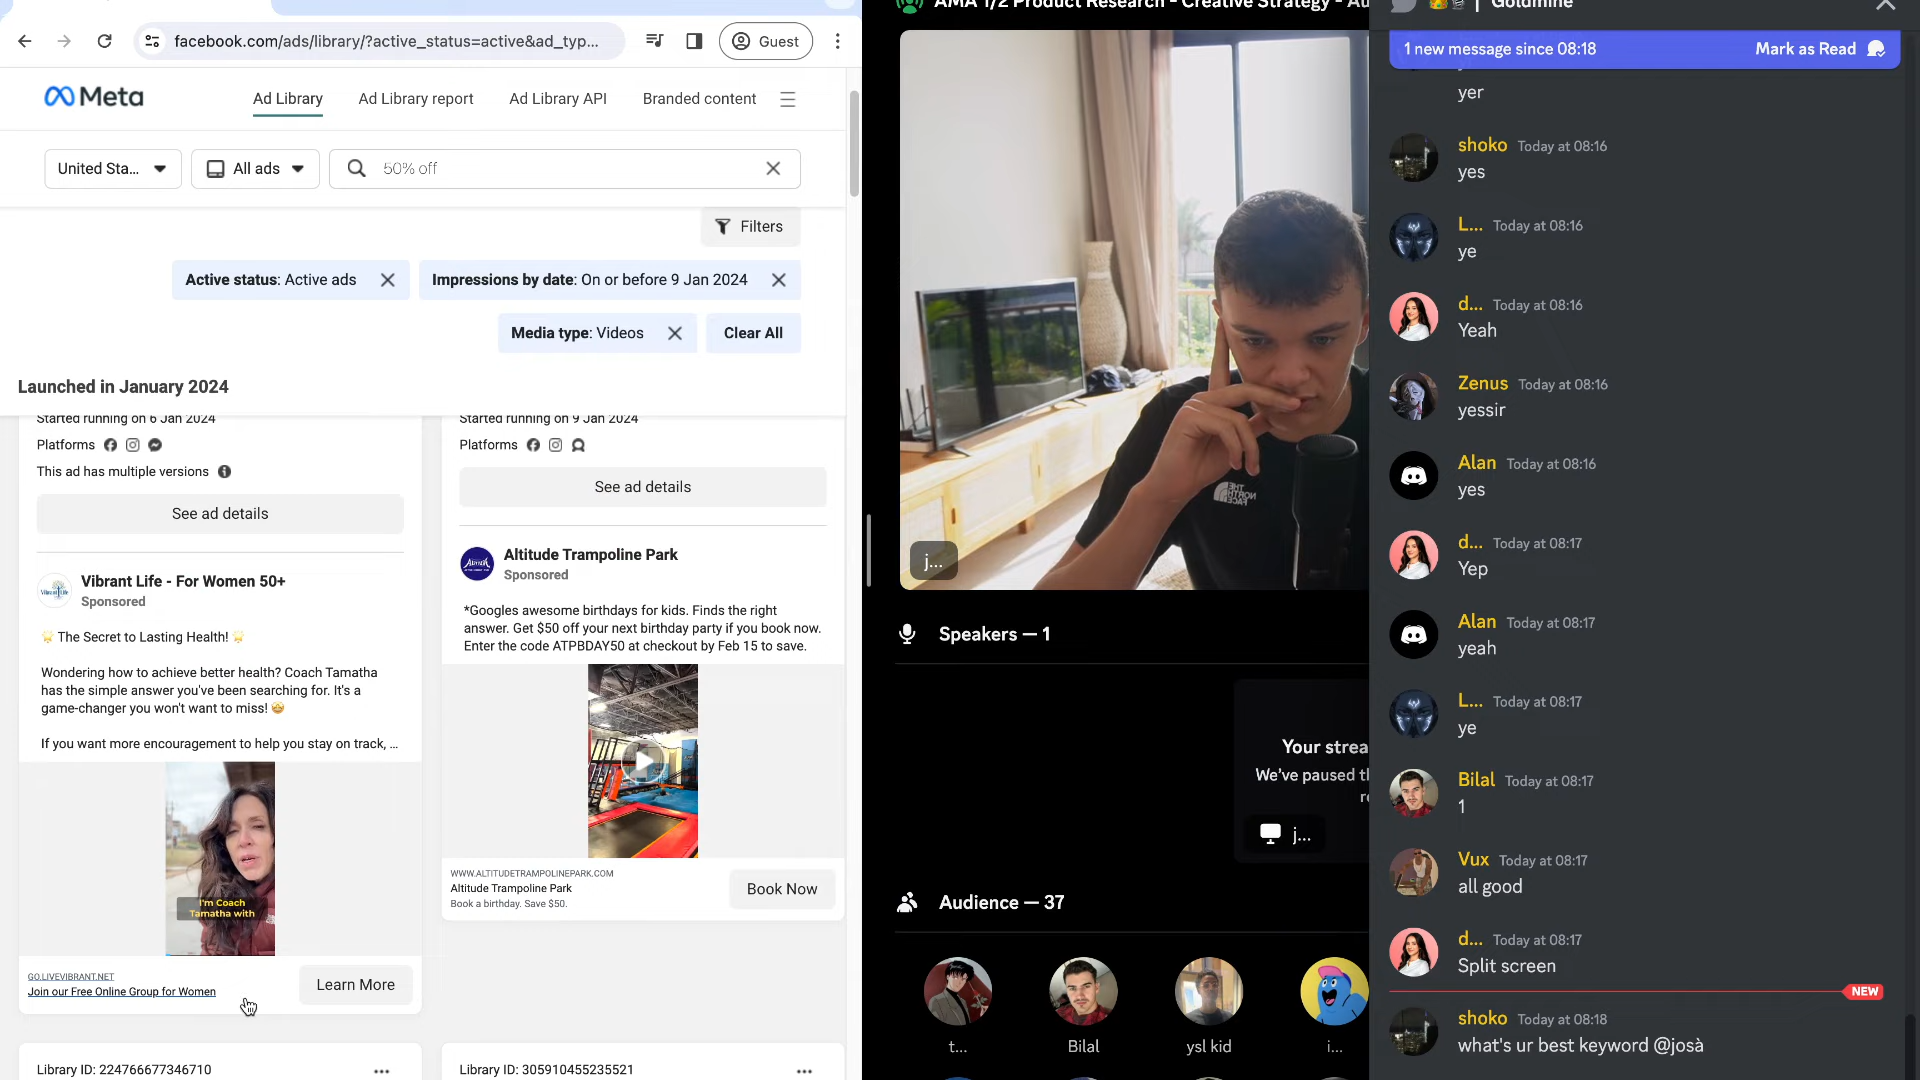 facebook.com/ads/library/?active_status=active&ad_typ...
Guest
Meta
Ad Library
Ad Library report
Ad Library API
Branded content
United Sta...
All ads
50% off
Filters
Active status: Active ads
Impressions by date: On or before 9 Jan 2024
Media type: Videos
Clear All
Launched in January 2024
Started running on 6 Jan 2024
Platforms
This ad has multiple versions
See ad details
Vibrant Life - For Women 50+
Sponsored
The Secret to Lasting Health!
Wondering how to achieve better health? Coach Tamatha
has the simple answer you've been searching for. It's a
game-changer you won't want to miss! 🤩
If you want more encouragement to help you stay on track, ...
I'm Coach
Tamatha with
GO.LIVEVIBRANT.NET
Join our Free Online Group for Women
Learn More
Library ID: 224766677346710
Started running on 9 Jan 2024
Platforms
See ad details
Altitude Trampoline Park
Sponsored
*Googles awesome birthdays for kids. Finds the right
answer. Get $50 off your next birthday party if you book now.
Enter the code ATPBDAY50 at checkout by Feb 15 to save.
WWW.ALTITUDETRAMPOLINEPARK.COM
Altitude Trampoline Park
Book a birthday. Save $50.
Book Now
Library ID: 305910455235521
AMA 1/2 Product Research - Creative Strategy - Au
THE
NORTH
FACE
j...
Speakers — 1
Your strea
We've paused t
j...
Audience — 37
t...
Bilal
ysl kid
i...
| Goldmine
1 new message since 08:18
Mark as Read
yer
shoko Today at 08:16
yes
L... Today at 08:16
ye
d... Today at 08:16
Yeah
Zenus Today at 08:16
yessir
Alan Today at 08:16
yes
d... Today at 08:17
Yep
Alan Today at 08:17
yeah
L... Today at 08:17
ye
Bilal Today at 08:17
1
Vux Today at 08:17
all good
d... Today at 08:17
Split screen
NEW
shoko Today at 08:18
what's ur best keyword @josà